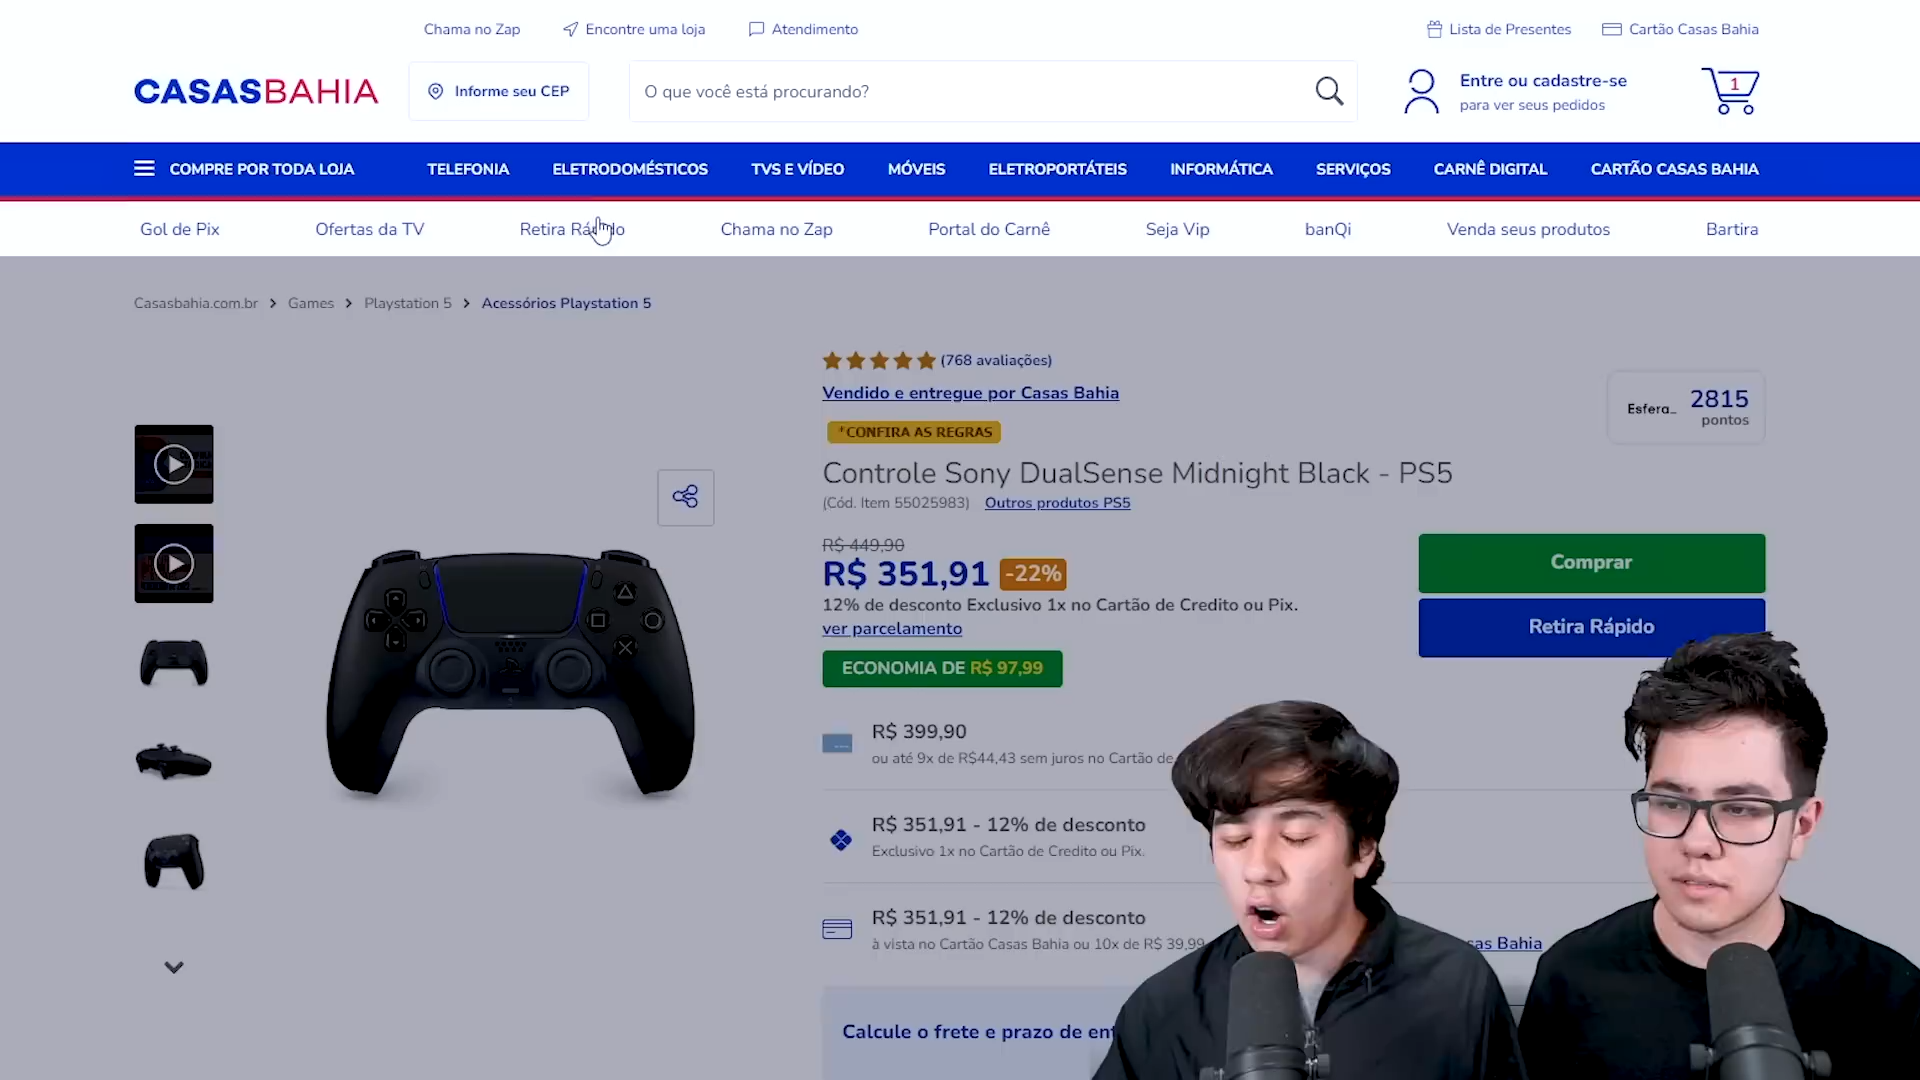 Chama no Zap
Encontre uma loja
Atendimento
Lista de Presentes
Cartão Casas Bahia
CASASBAHIA
Informe seu CEP
O que você está procurando?
Entre ou cadastre-se
para ver seus pedidos
1
COMPRE POR TODA LOJA
TELEFONIA
ELETRODOMÉSTICOS
TVS E VÍDEO
MÓVEIS
ELETROPORTÁTEIS
INFORMÁTICA
SERVIÇOS
CARNÊ DIGITAL
CARTÃO CASAS BAHIA
Gol de Pix
Ofertas da TV
Retira Rápido
Chama no Zap
Portal do Carnê
Seja Vip
banQi
Venda seus produtos
Bartira
Casasbahia.com.br > Games > Playstation 5 > Acessórios Playstation 5
(768 avaliações)
Vendido e entregue por Casas Bahia
*CONFIRA AS REGRAS
Esfera_
2815
pontos
Controle Sony DualSense Midnight Black - PS5
(Cód. Item 55025983) Outros produtos PS5
R$ 449,90
R$ 351,91 -22%
12% de desconto Exclusivo 1x no Cartão de Credito ou Pix.
ver parcelamento
ECONOMIA DE R$ 97,99
Comprar
Retira Rápido
R$ 399,90
ou até 9x de R$44,43 sem juros no Cartão de
R$ 351,91 - 12% de desconto
Exclusivo 1x no Cartão de Credito ou Pix.
R$ 351,91 - 12% de desconto
à vista no Cartão Casas Bahia ou 10x de R$ 39,99
Bahia
Calcule o frete e prazo de